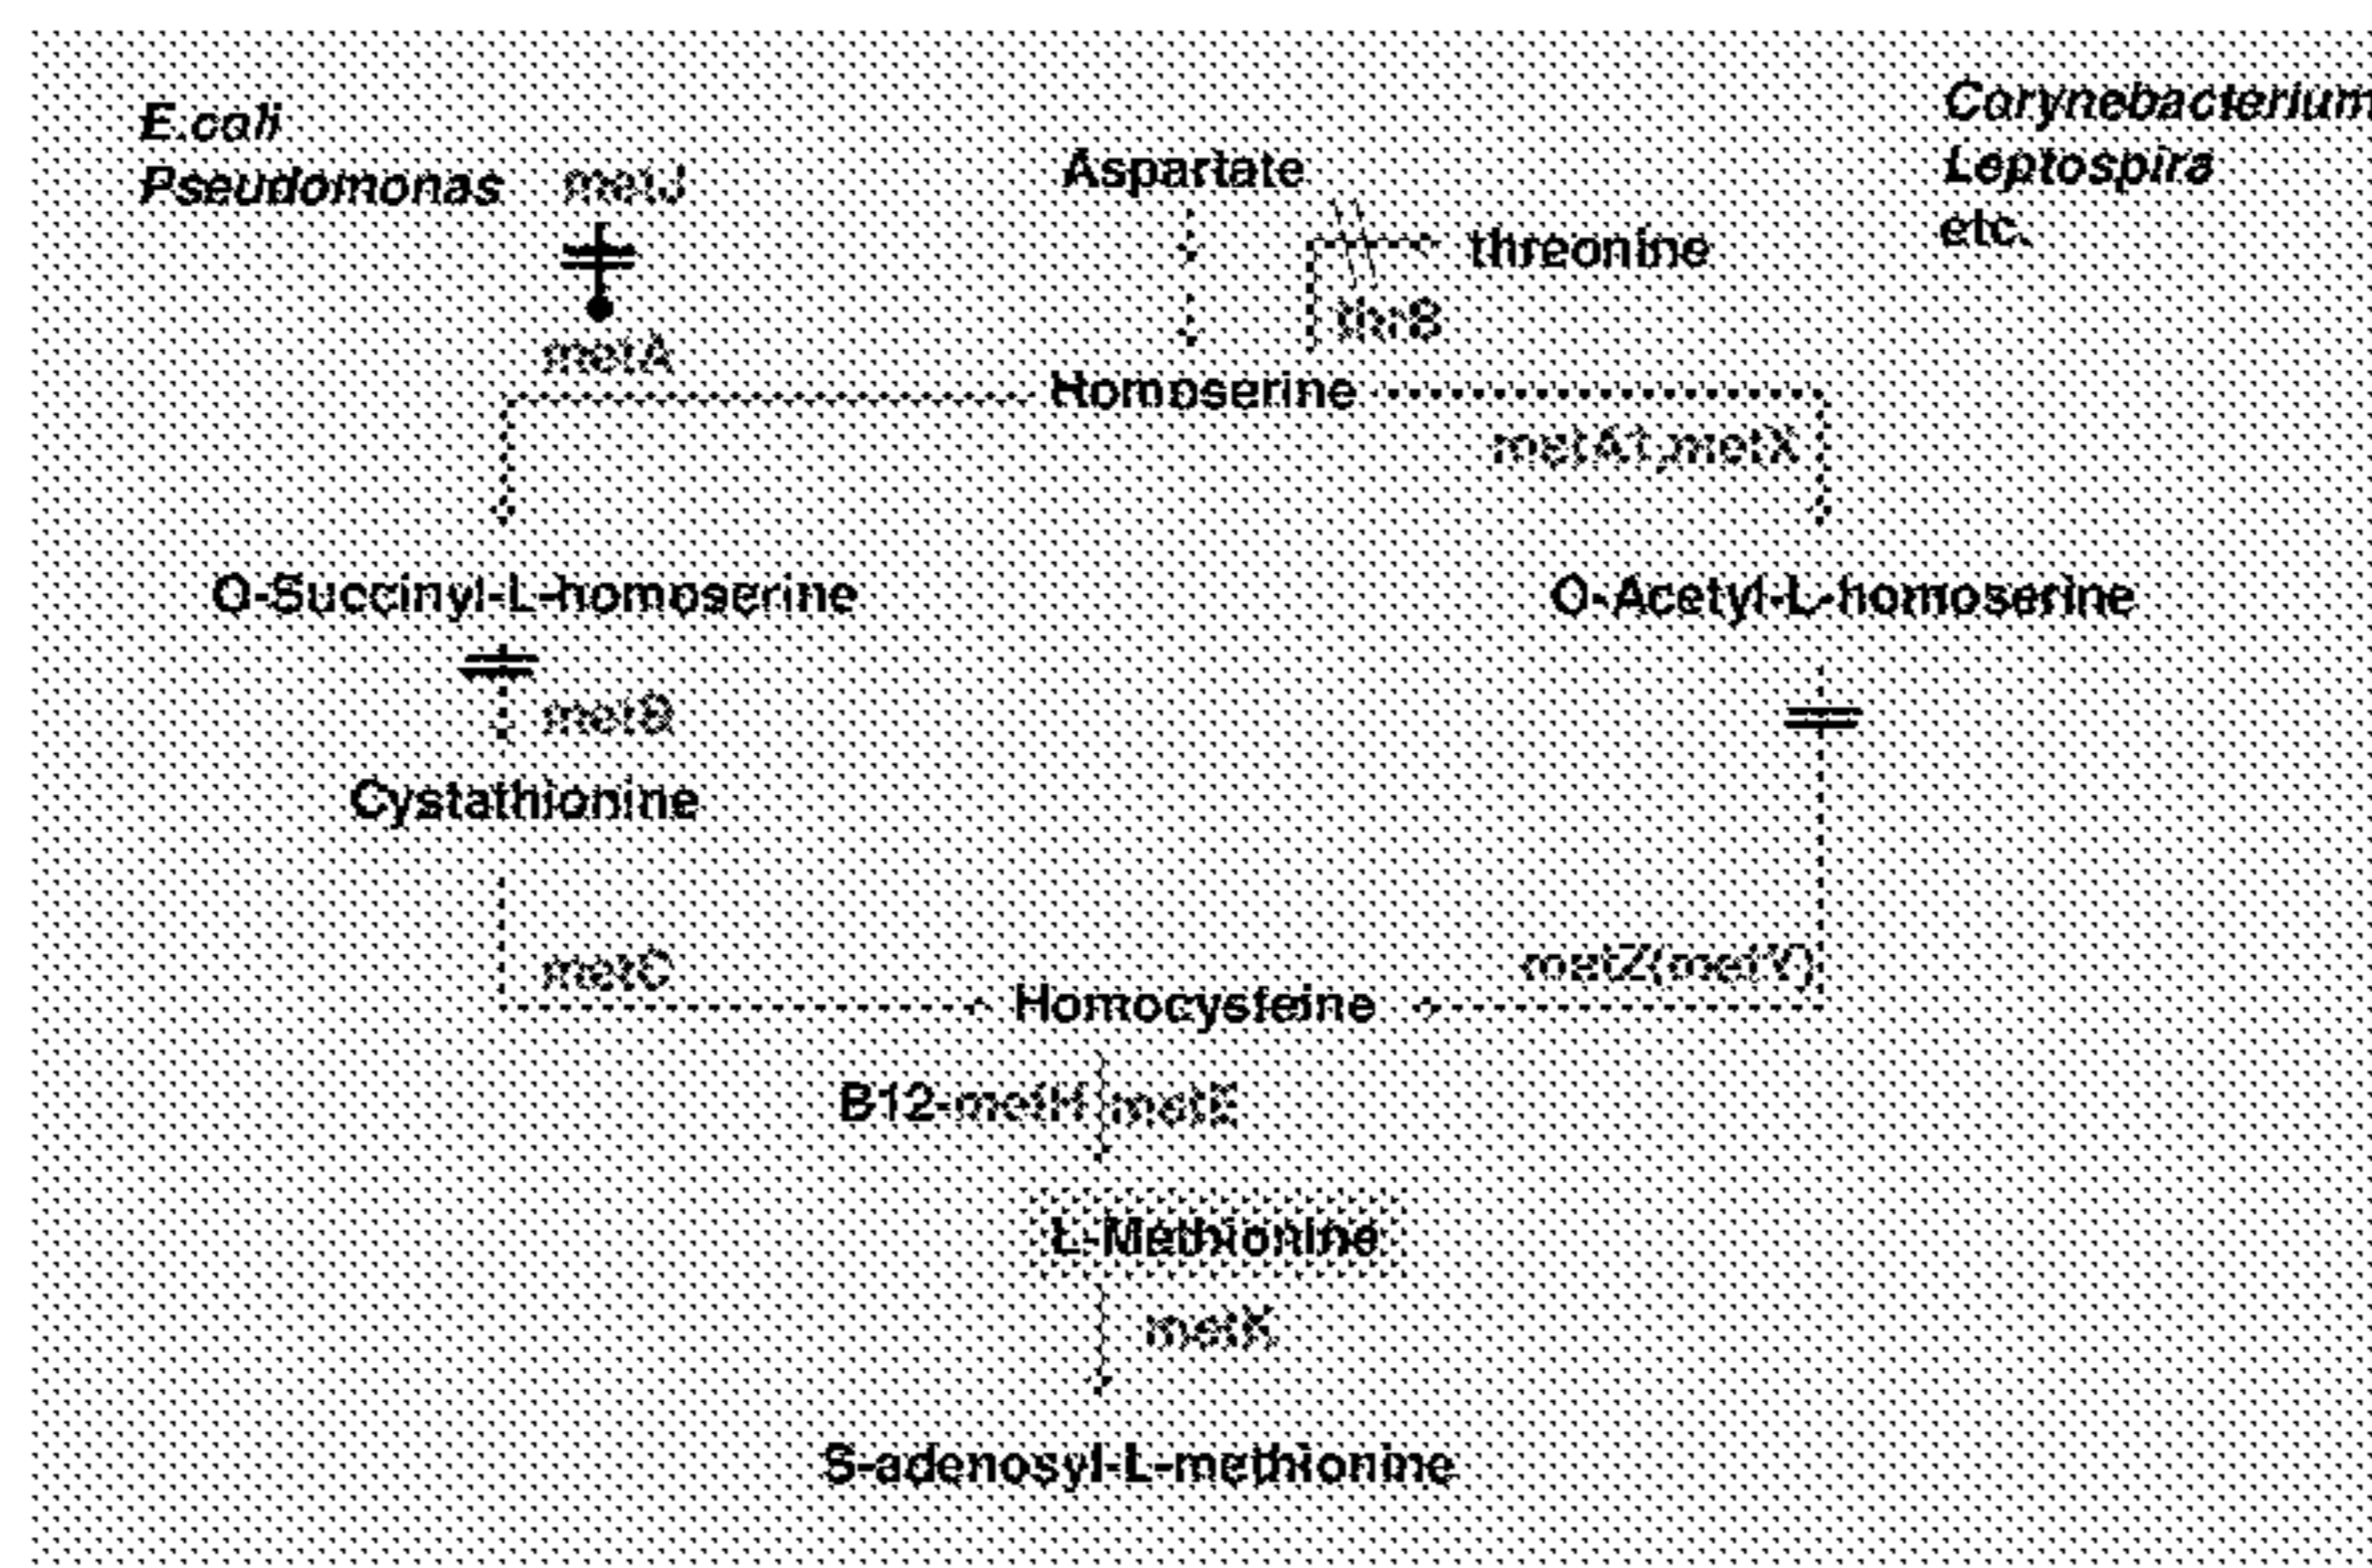 E.coli
Pseudomonas
metJ
metA
Aspartate
threonine
thrB
Corynebacterium
Leptospira
etc.
Homoserine
metA1,metX
O-Succinyl-L-homoserine
O-Acetyl-L-homoserine
metB
Cystathionine
metC
metZ(metY)
Homocysteine
B12-metH
metE
L-Methionine
metK
S-adenosyl-L-methionine